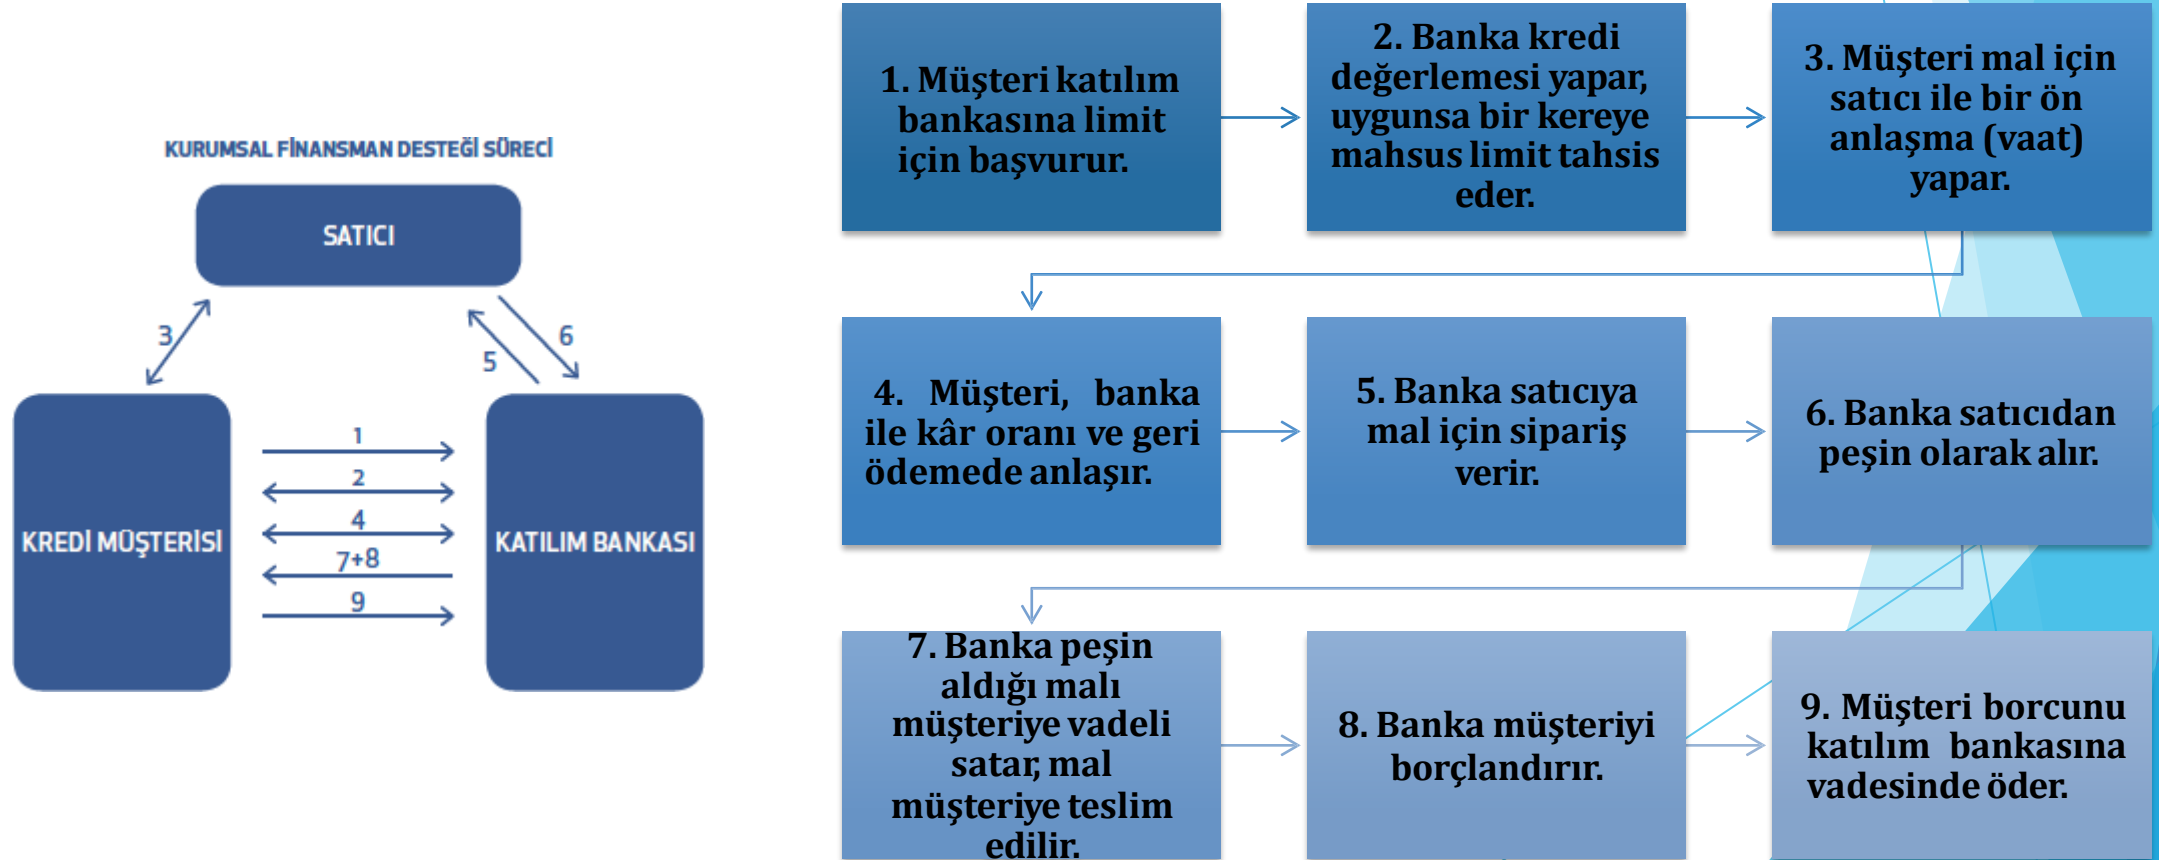 KURUMSAL FİNANSMAN DESTEĞİ SÜRECİ
SATICI
3
5
6
KREDİ MÜŞTERİSİ
1
2
4
7+8
9
KATILIM BANKASI
1. Müşteri katılım
bankasına limit
için başvurur.
2. Banka kredi
değerlemesi yapar,
uygunsa bir kereye
mahsus limit tahsis
eder.
3. Müşteri mal için
satıcı ile bir ön
anlaşma (vaat)
yapar.
4. Müşteri, banka
ile kâr oranı ve geri
ödemede anlaşır.
5. Banka satıcıya
mal için sipariş
verir.
6. Banka satıcıdan
peşin olarak alır.
7. Banka peşin
aldığı malı
müşteriye vadeli
satar, mal
müşteriye teslim
edilir.
8. Banka müşteriyi
borçlandırır.
9. Müşteri borcunu
katılım bankasına
vadesinde öder.